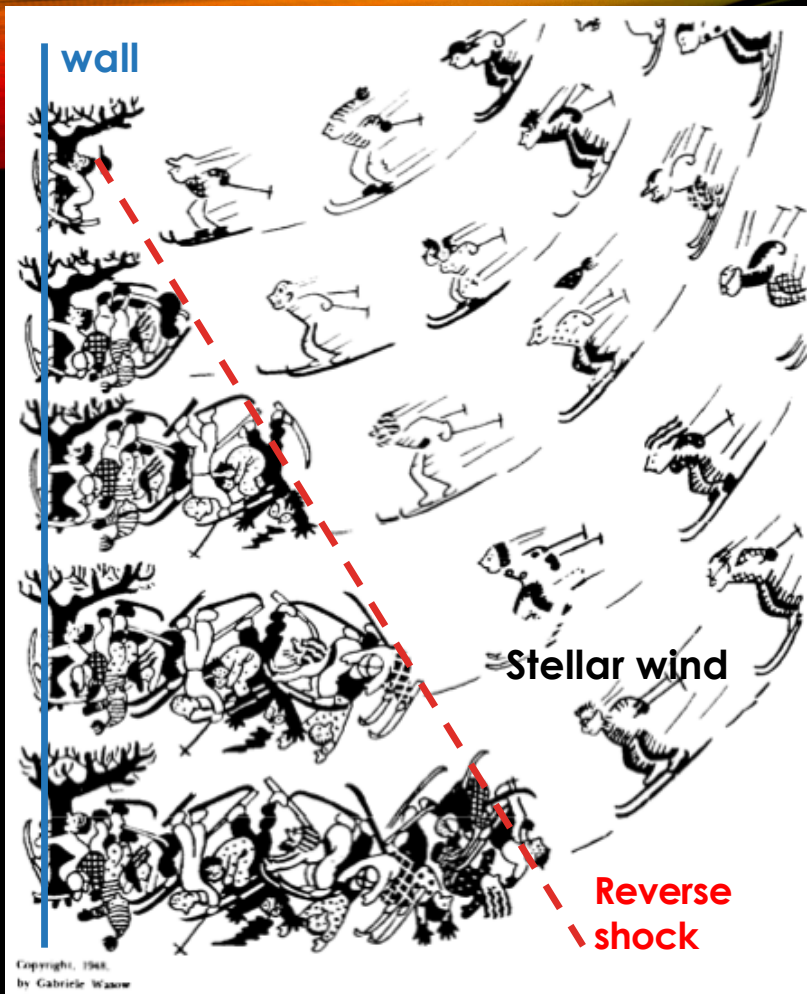 wall
Stellar wind
Reverse
shock
Copyright, 1948,
by Gabriele Wasow